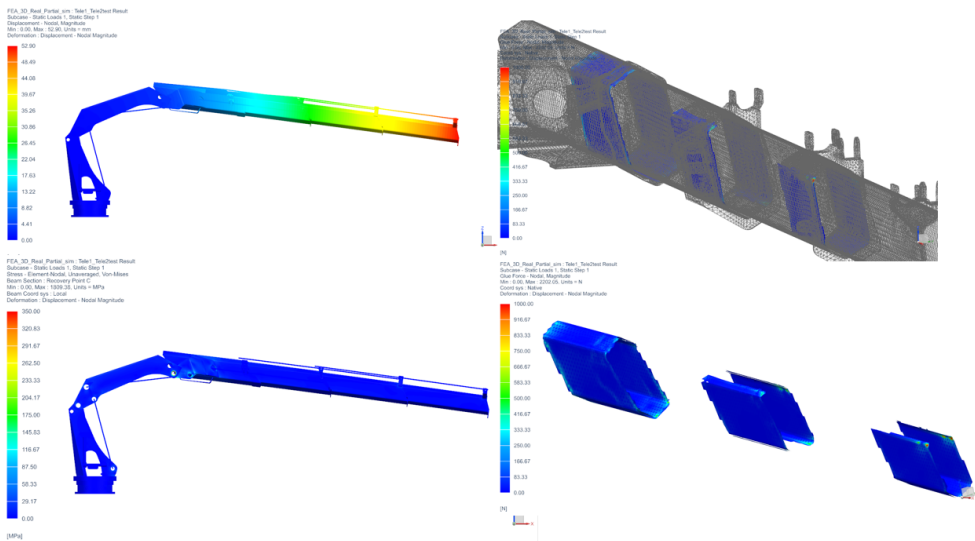 FEA_3D_Real_Partial_sim : Tele1_Tele2test Result
Subcase - Static Loads 1, Static Step 1
Displacement - Nodal, Magnitude
Min : 0.00, Max : 52.90, Units = mm
Deformation : Displacement - Nodal Magnitude
52.90
48.49
44.08
39.67
35.26
30.86
26.45
22.04
17.63
13.22
8.82
4.41
0.00
416.67
333.33
250.00
166.67
83.33
0.00
[N]
FEA_3D_Real_Partial_sim : Tele1_Tele2test Result
Subcase - Static Loads 1, Static Step 1
Stress - Element-Nodal, Unaveraged, Von-Mises
Beam Section : Recovery Point C
Min : 0.00, Max : 1809.38, Units = MPa
Beam Coord sys : Local
Deformation : Displacement - Nodal Magnitude
350.00
320.83
291.67
262.50
233.33
204.17
175.00
145.83
116.67
87.50
58.33
29.17
0.00
[MPa]
FEA_3D_Real_Partial_sim : Tele1_Tele2test Result
Subcase - Static Loads 1, Static Step 1
Glue Force - Nodal, Magnitude
Min : 0.00, Max : 2202.05, Units = N
Coord sys : Native
Deformation : Displacement - Nodal Magnitude
1000.00
916.67
833.33
750.00
666.67
583.33
500.00
416.67
333.33
250.00
166.67
83.33
0.00
[N]